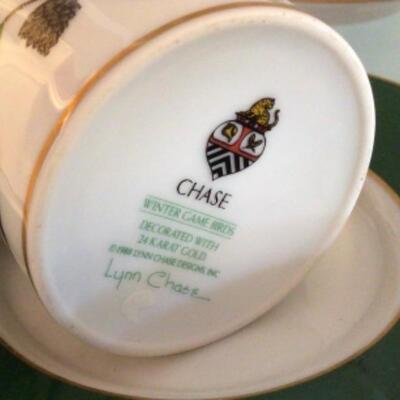 CHASE
WINTER GAME BIRDS
DECORATED WITH
24 KARAT GOLD
© 1988 LYNN CHASE DESIGNS, INC
Lynn Chase